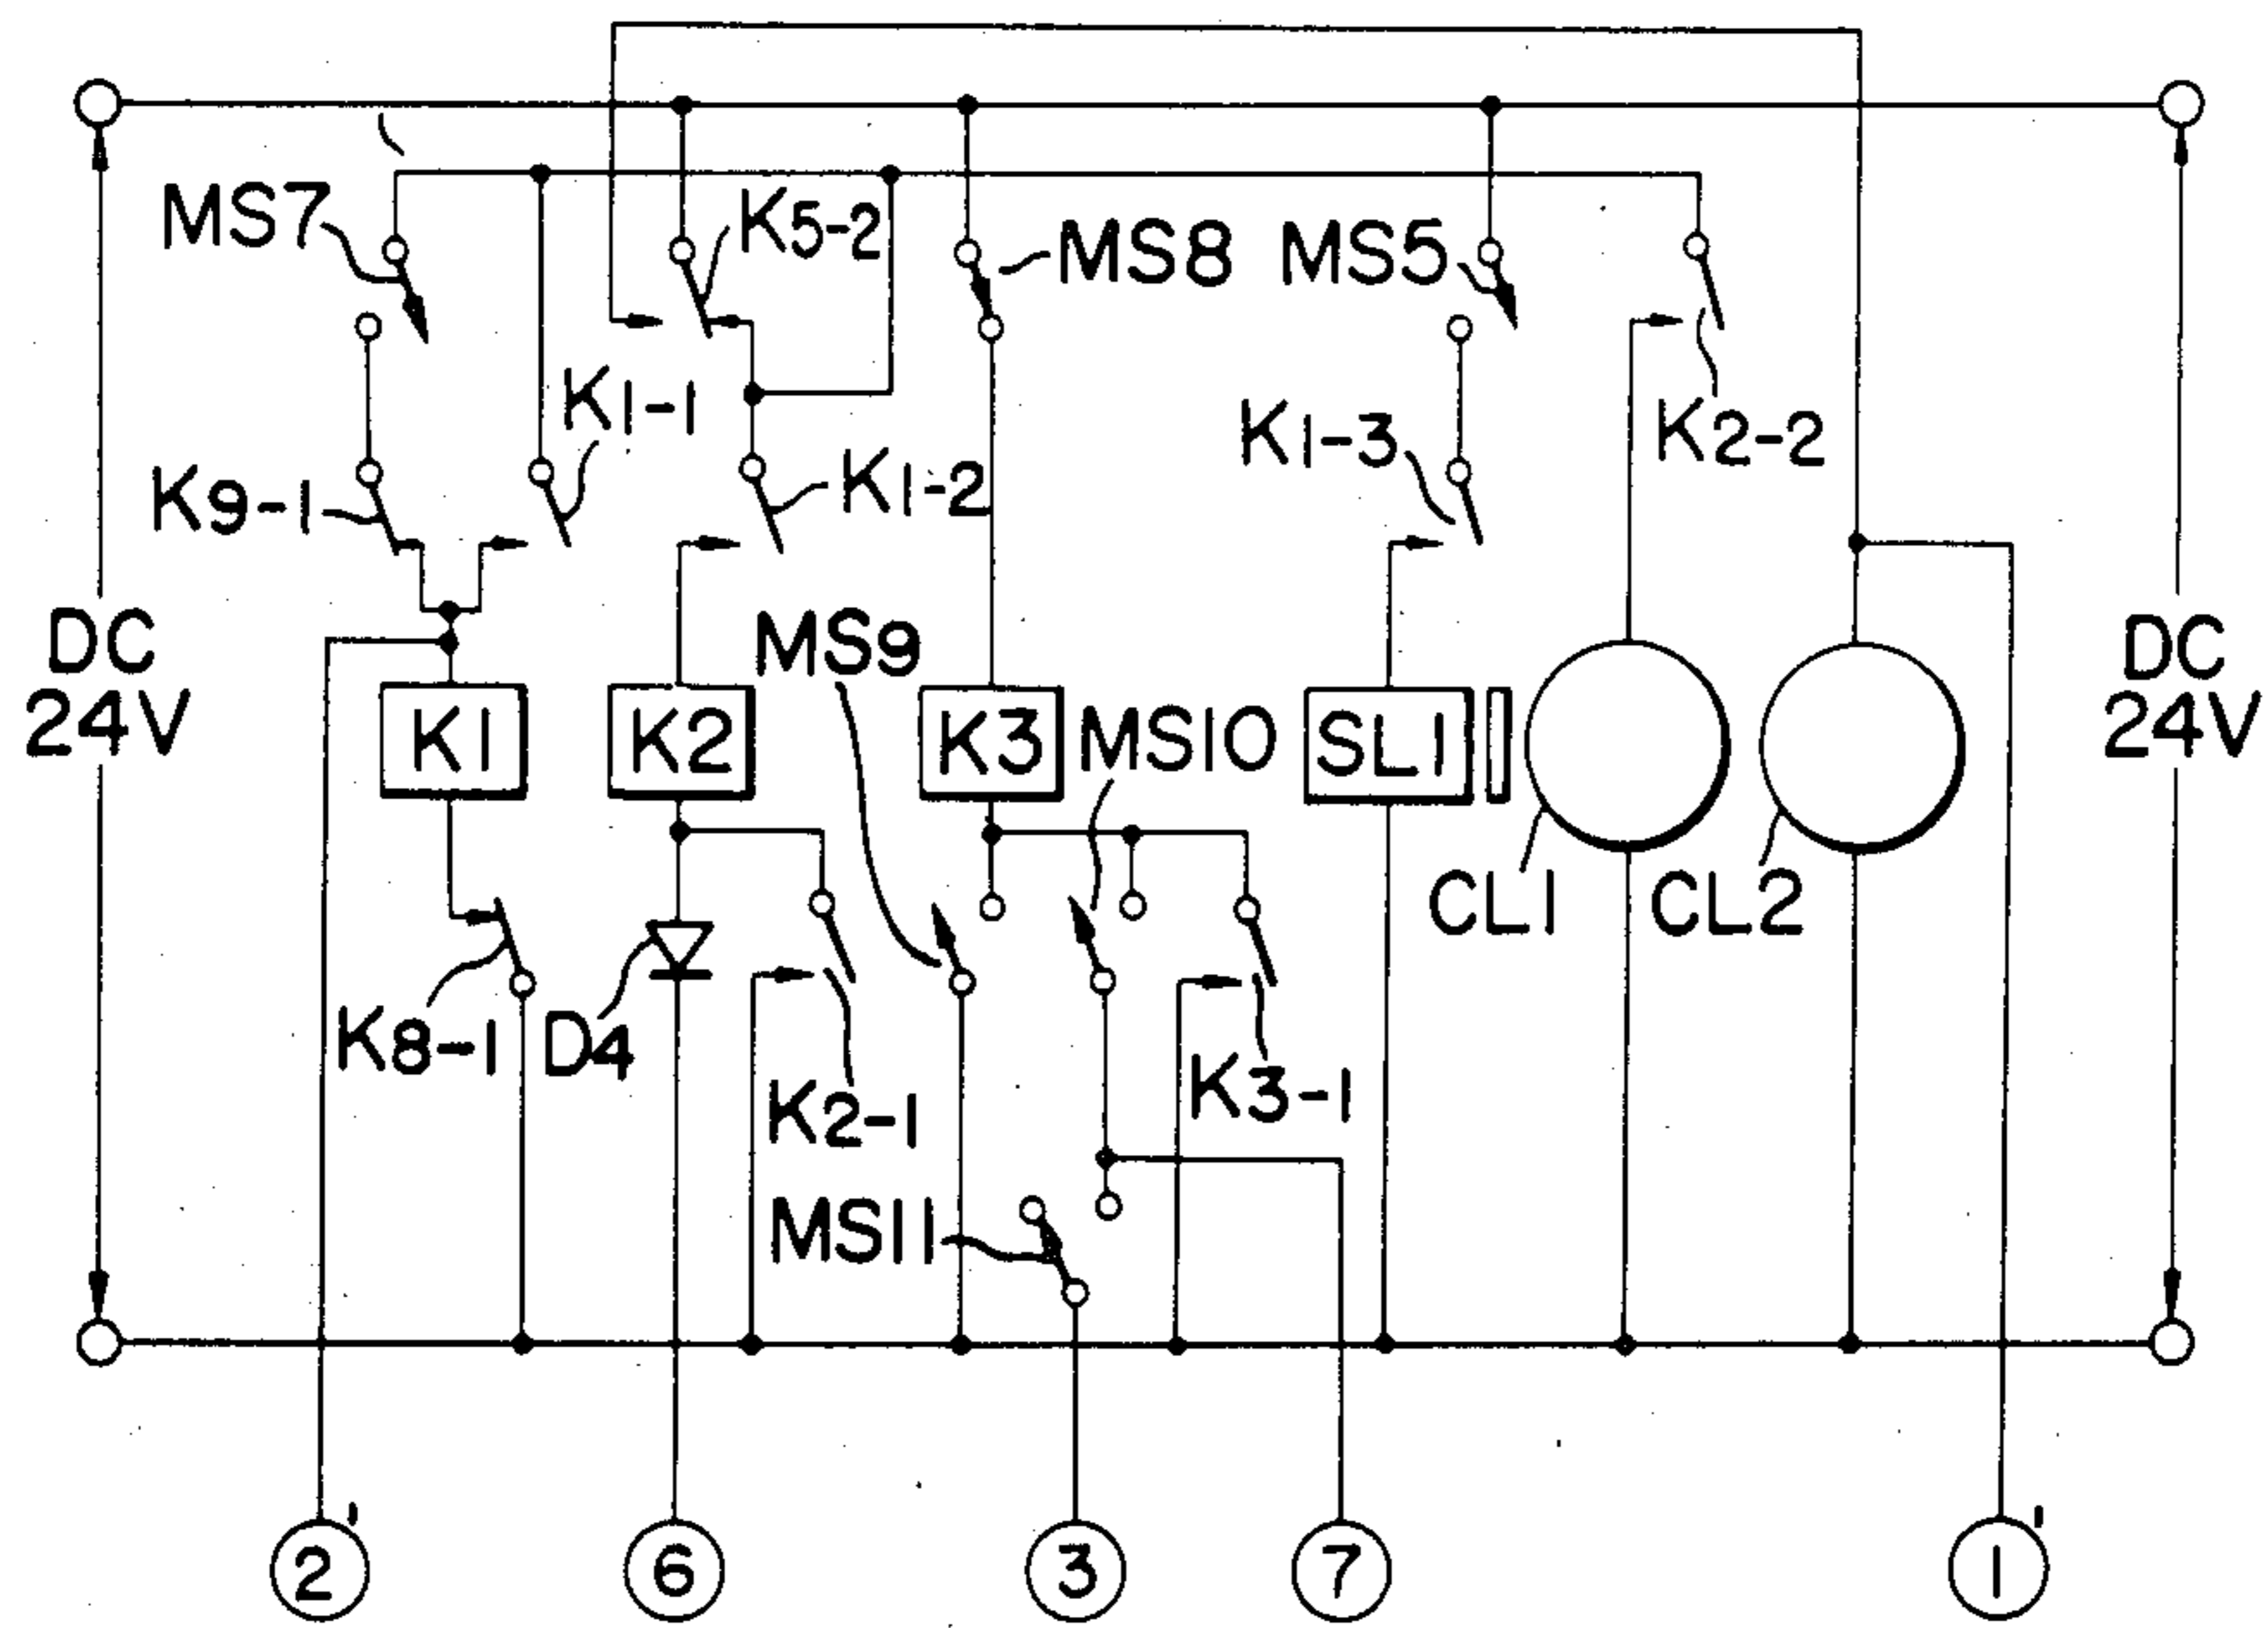 MS7
K5-2
MS8
MS5
K1-1
K1-3
K2-2
K9-1
K1-2
DC
24V
MS9
DC
24V
K1
K2
K3
MS10
SL1
CL1
CL2
K8-1
D4
K2-1
K3-1
MS11
2'
6
3
7
1'